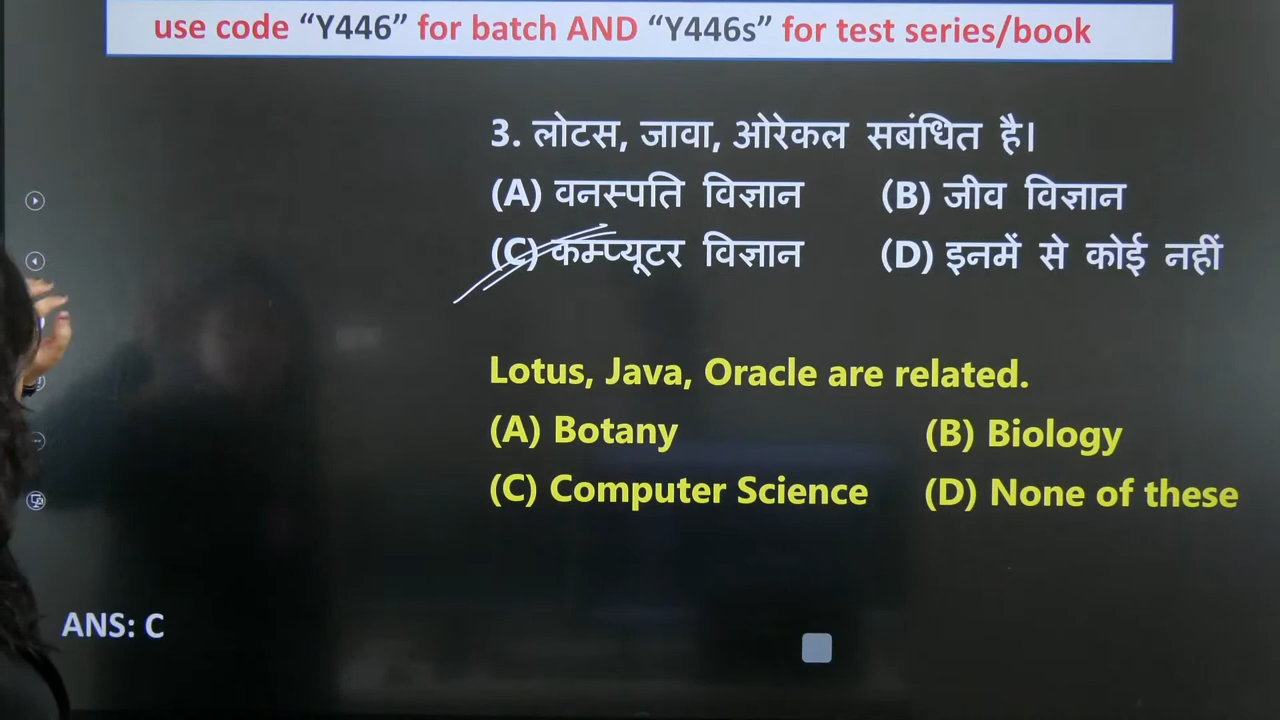 use code “Y446” for batch AND “Y446s” for test series/book
3. लोटस, जावा, ओरेकल सबंधित है।
(A) वनस्पति विज्ञान (B) जीव विज्ञान
(C) कम्प्यूटर विज्ञान (D) इनमें से कोई नहीं
Lotus, Java, Oracle are related.
(A) Botany (B) Biology
(C) Computer Science (D) None of these
ANS: C